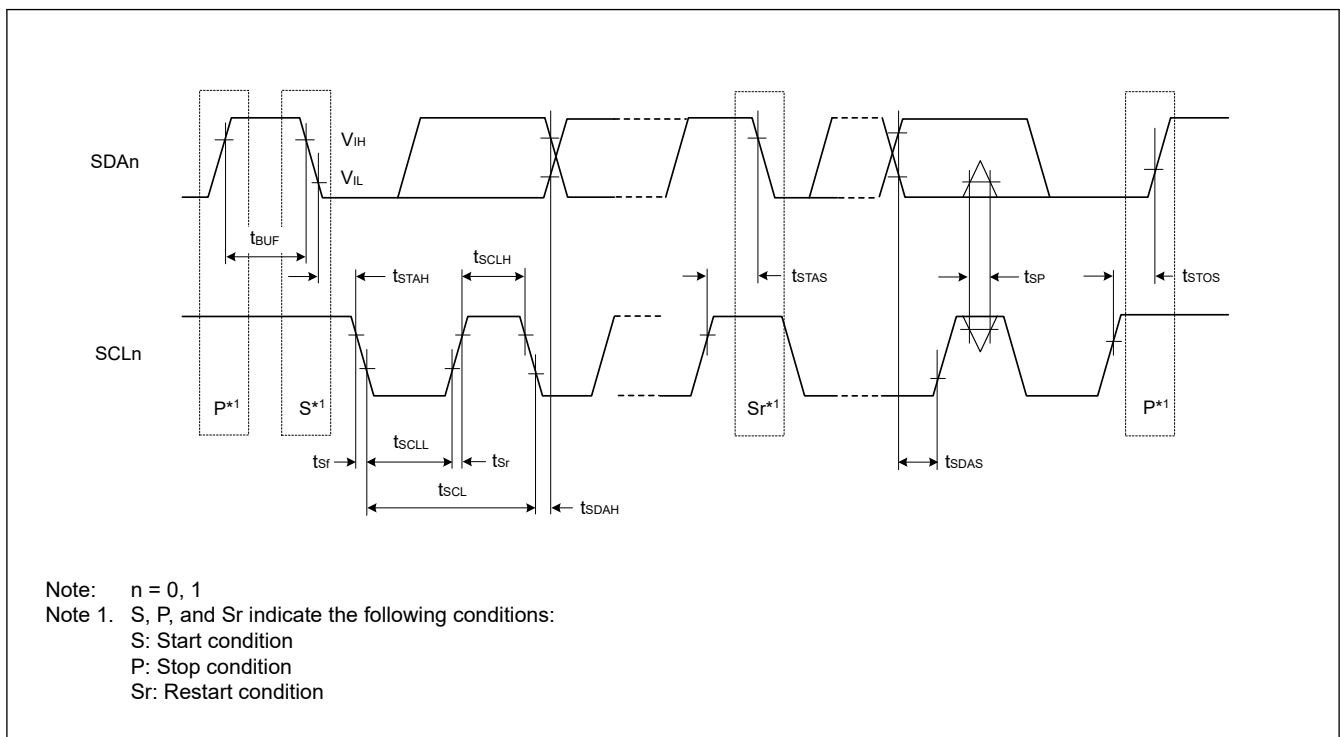 SDAn
VIH
VIL
tBUF
tSTAH
tSCLH
tSTAS
tSP
tSTOS
SCLn
P*1
S*1
Sr*1
P*1
tSf
tSCLL
tSr
tSCL
tSDAH
tSDAS
Note: n = 0, 1
Note 1. S, P, and Sr indicate the following conditions:
S: Start condition
P: Stop condition
Sr: Restart condition